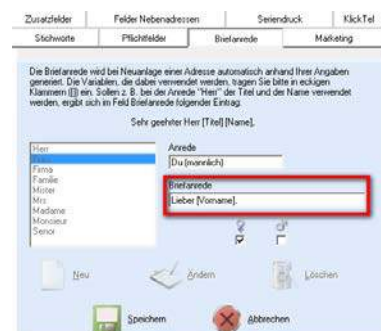 Zusatzfelder Felder Nebenadressen Seriendruck KlickTel
Stichworte Pflichtfelder Briefanrede Marketing
Die Briefanrede wird bei Neuanlage einer Adresse automatisch anhand Ihrer Angaben
generiert. Die Variablen, die dabei verwendet werden, tragen Sie bitte in eckigen
Klammern ([]) ein. Sollen z. B. bei der Anrede "Herr" der Titel und der Name verwendet
werden, ergibt sich im Feld Briefanrede folgender Eintrag:
Sehr geehrter Herr [Titel] [Name],
Herr
Frau
Firma
Familie
Mister
Mrs
Madame
Monsieur
Senor
Anrede
Du (männlich)
Briefanrede
Lieber [Vorname],
Neu Ändern Löschen
Speichern Abbrechen